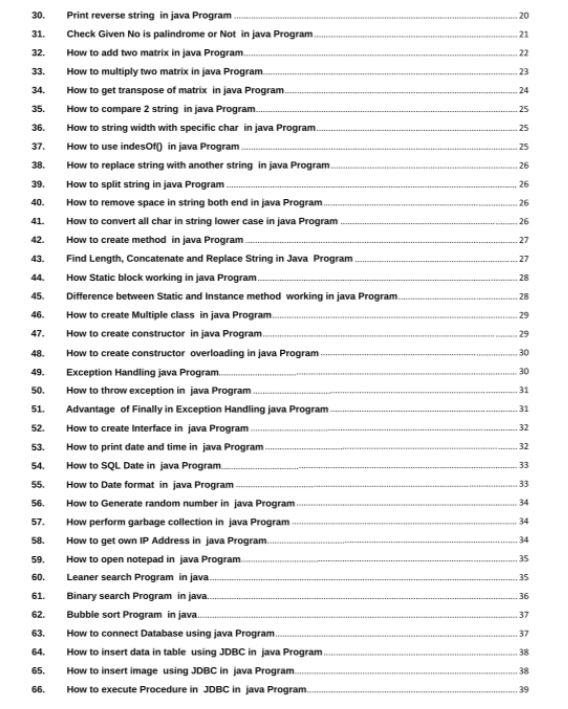 30. Print reverse string in java Program 20
31. Check Given No is palindrome or Not in java Program 21
32. How to add two matrix in java Program 22
33. How to multiply two matrix in java Program 23
34. How to get transpose of matrix in java Program 24
35. How to compare 2 string in java Program 25
36. How to string width with specific char in java Program 25
37. How to use indesOf() in java Program 25
38. How to replace string with another string in java Program 26
39. How to split string in java Program 26
40. How to remove space in string both end in java Program 26
41. How to convert all char in string lower case in java Program 26
42. How to create method in java Program 27
43. Find Length, Concatenate and Replace String in Java Program 27
44. How Static block working in java Program 28
45. Difference between Static and Instance method working in java Program 28
46. How to create Multiple class in java Program 29
47. How to create constructor in java Program 29
48. How to create constructor overloading in java Program 30
49. Exception Handling java Program 30
50. How to throw exception in java Program 31
51. Advantage of Finally in Exception Handling java Program 31
52. How to create Interface in java Program 32
53. How to print date and time in java Program 32
54. How to SQL Date in java Program 33
55. How to Date format in java Program 33
56. How to Generate random number in java Program 34
57. How perform garbage collection in java Program 34
58. How to get own IP Address in java Program 34
59. How to open notepad in java Program 35
60. Leaner search Program in java 35
61. Binary search Program in java 36
62. Bubble sort Program in java 37
63. How to connect Database using java Program 37
64. How to insert data in table using JDBC in java Program 38
65. How to insert image using JDBC in java Program 38
66. How to execute Procedure in JDBC in java Program 39